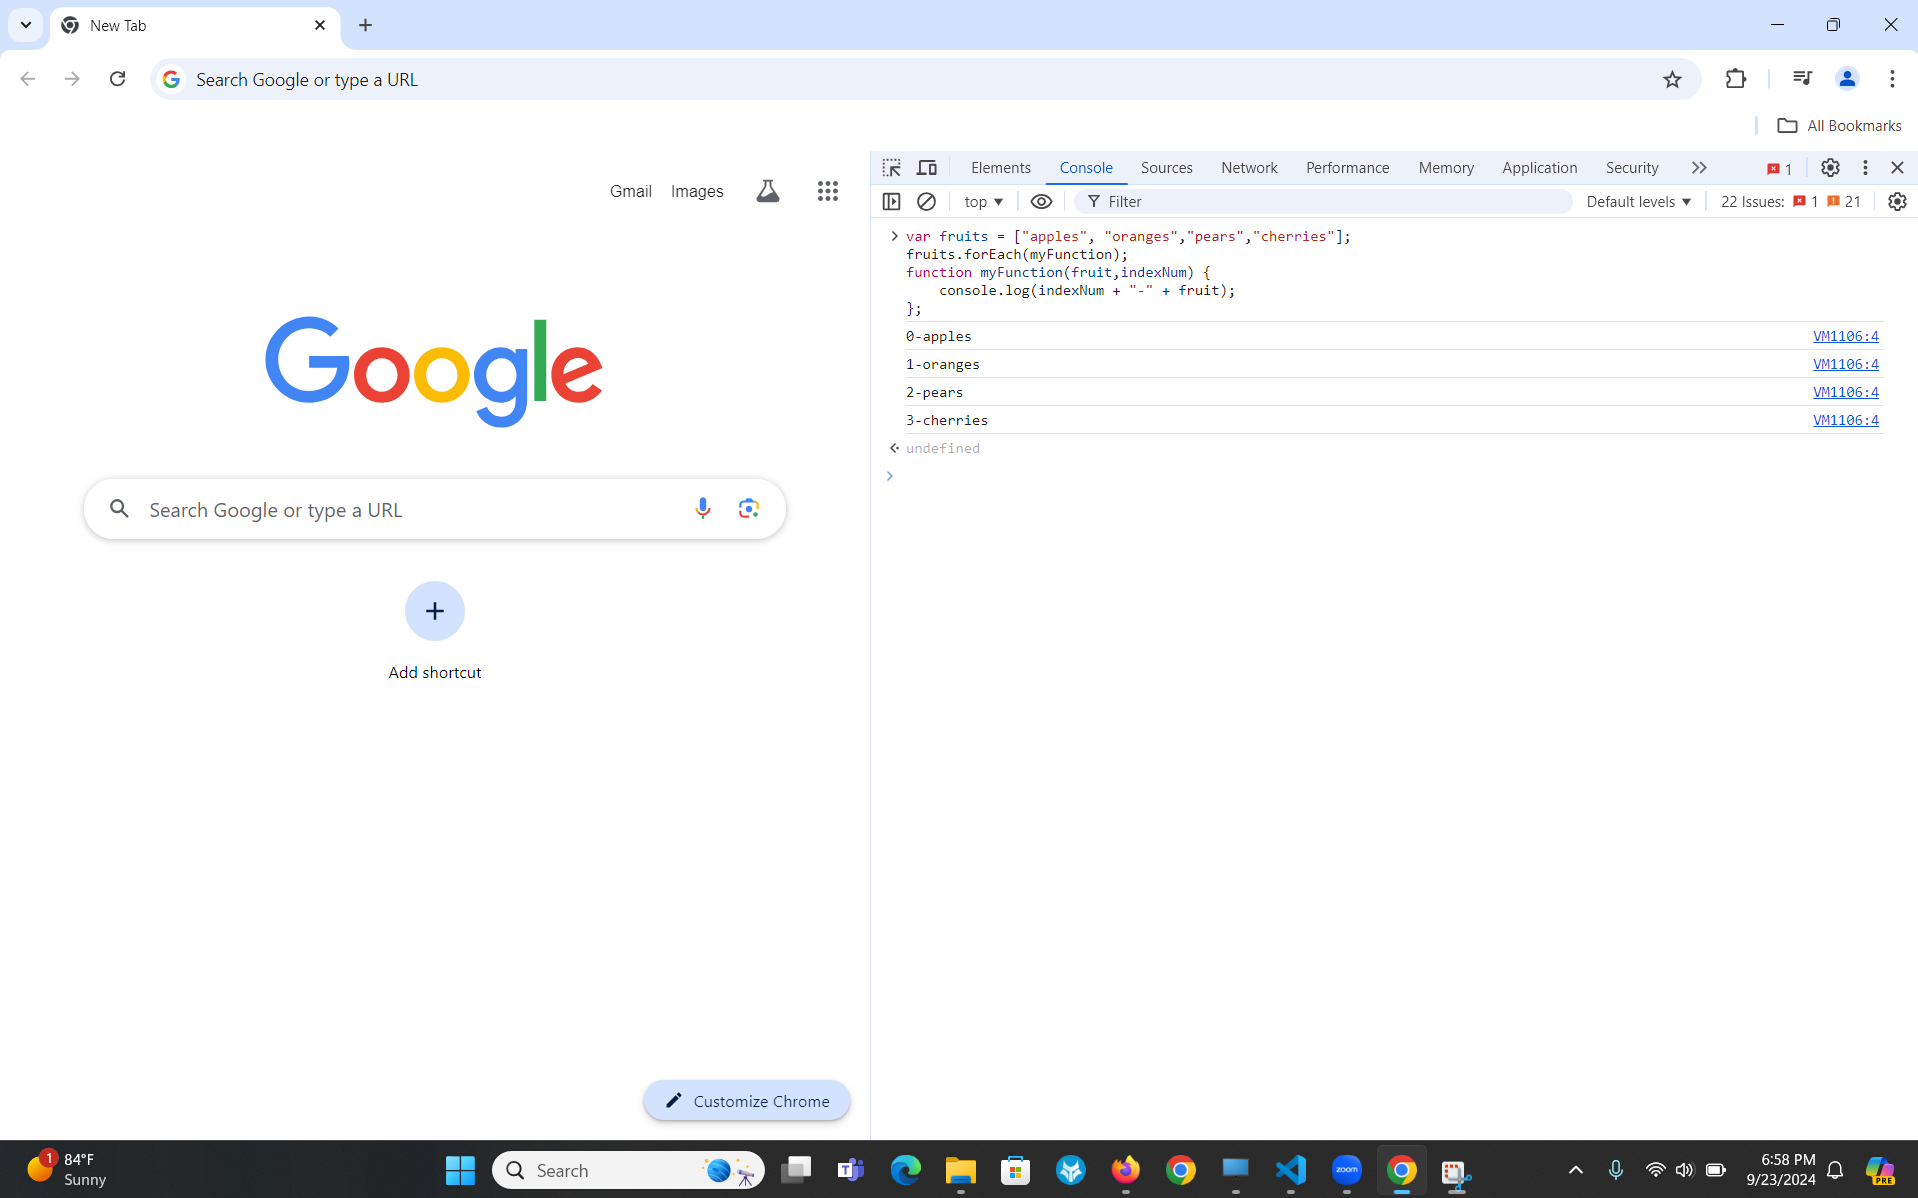 New Tab
Search Google or type a URL
All Bookmarks
Gmail Images
Elements Console Sources Network Performance Memory Application Security 1
top Filter Default levels 22 Issues: 1 21
var fruits = ["apples", "oranges","pears","cherries"];
fruits.forEach(myFunction);
function myFunction(fruit,indexNum) {
    console.log(indexNum + "-" + fruit);
};
0-apples VM1106:4
1-oranges VM1106:4
2-pears VM1106:4
3-cherries VM1106:4
undefined
Google
Search Google or type a URL
Add shortcut
Customize Chrome
1 84°F
Sunny
Search
zoom
6:58 PM
9/23/2024
PRE